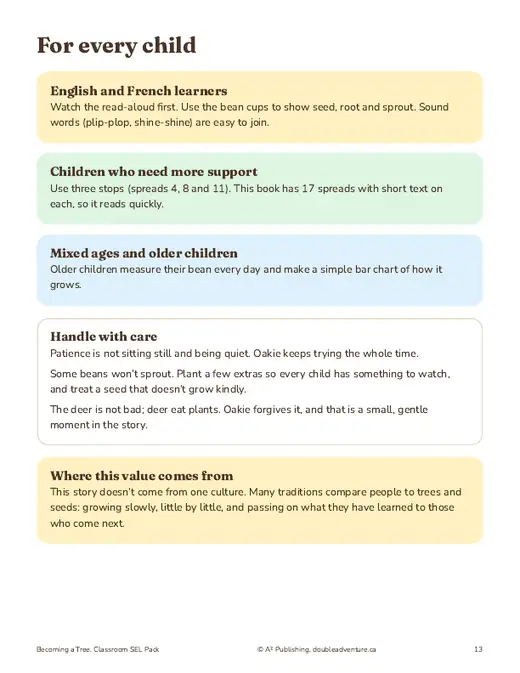 For every child
English and French learners
Watch the read-aloud first. Use the bean cups to show seed, root and sprout. Sound
words (plip-plop, shine-shine) are easy to join.
Children who need more support
Use three stops (spreads 4, 8 and 11). This book has 17 spreads with short text on
each, so it reads quickly.
Mixed ages and older children
Older children measure their bean every day and make a simple bar chart of how it
grows.
Handle with care
Patience is not sitting still and being quiet. Oakie keeps trying the whole time.
Some beans won't sprout. Plant a few extras so every child has something to watch,
and treat a seed that doesn't grow kindly.
The deer is not bad; deer eat plants. Oakie forgives it, and that is a small, gentle
moment in the story.
Where this value comes from
This story doesn't come from one culture. Many traditions compare people to trees and
seeds: growing slowly, little by little, and passing on what they have learned to those
who come next.
Becoming a Tree, Classroom SEL Pack © A² Publishing, doubleadventure.ca 13